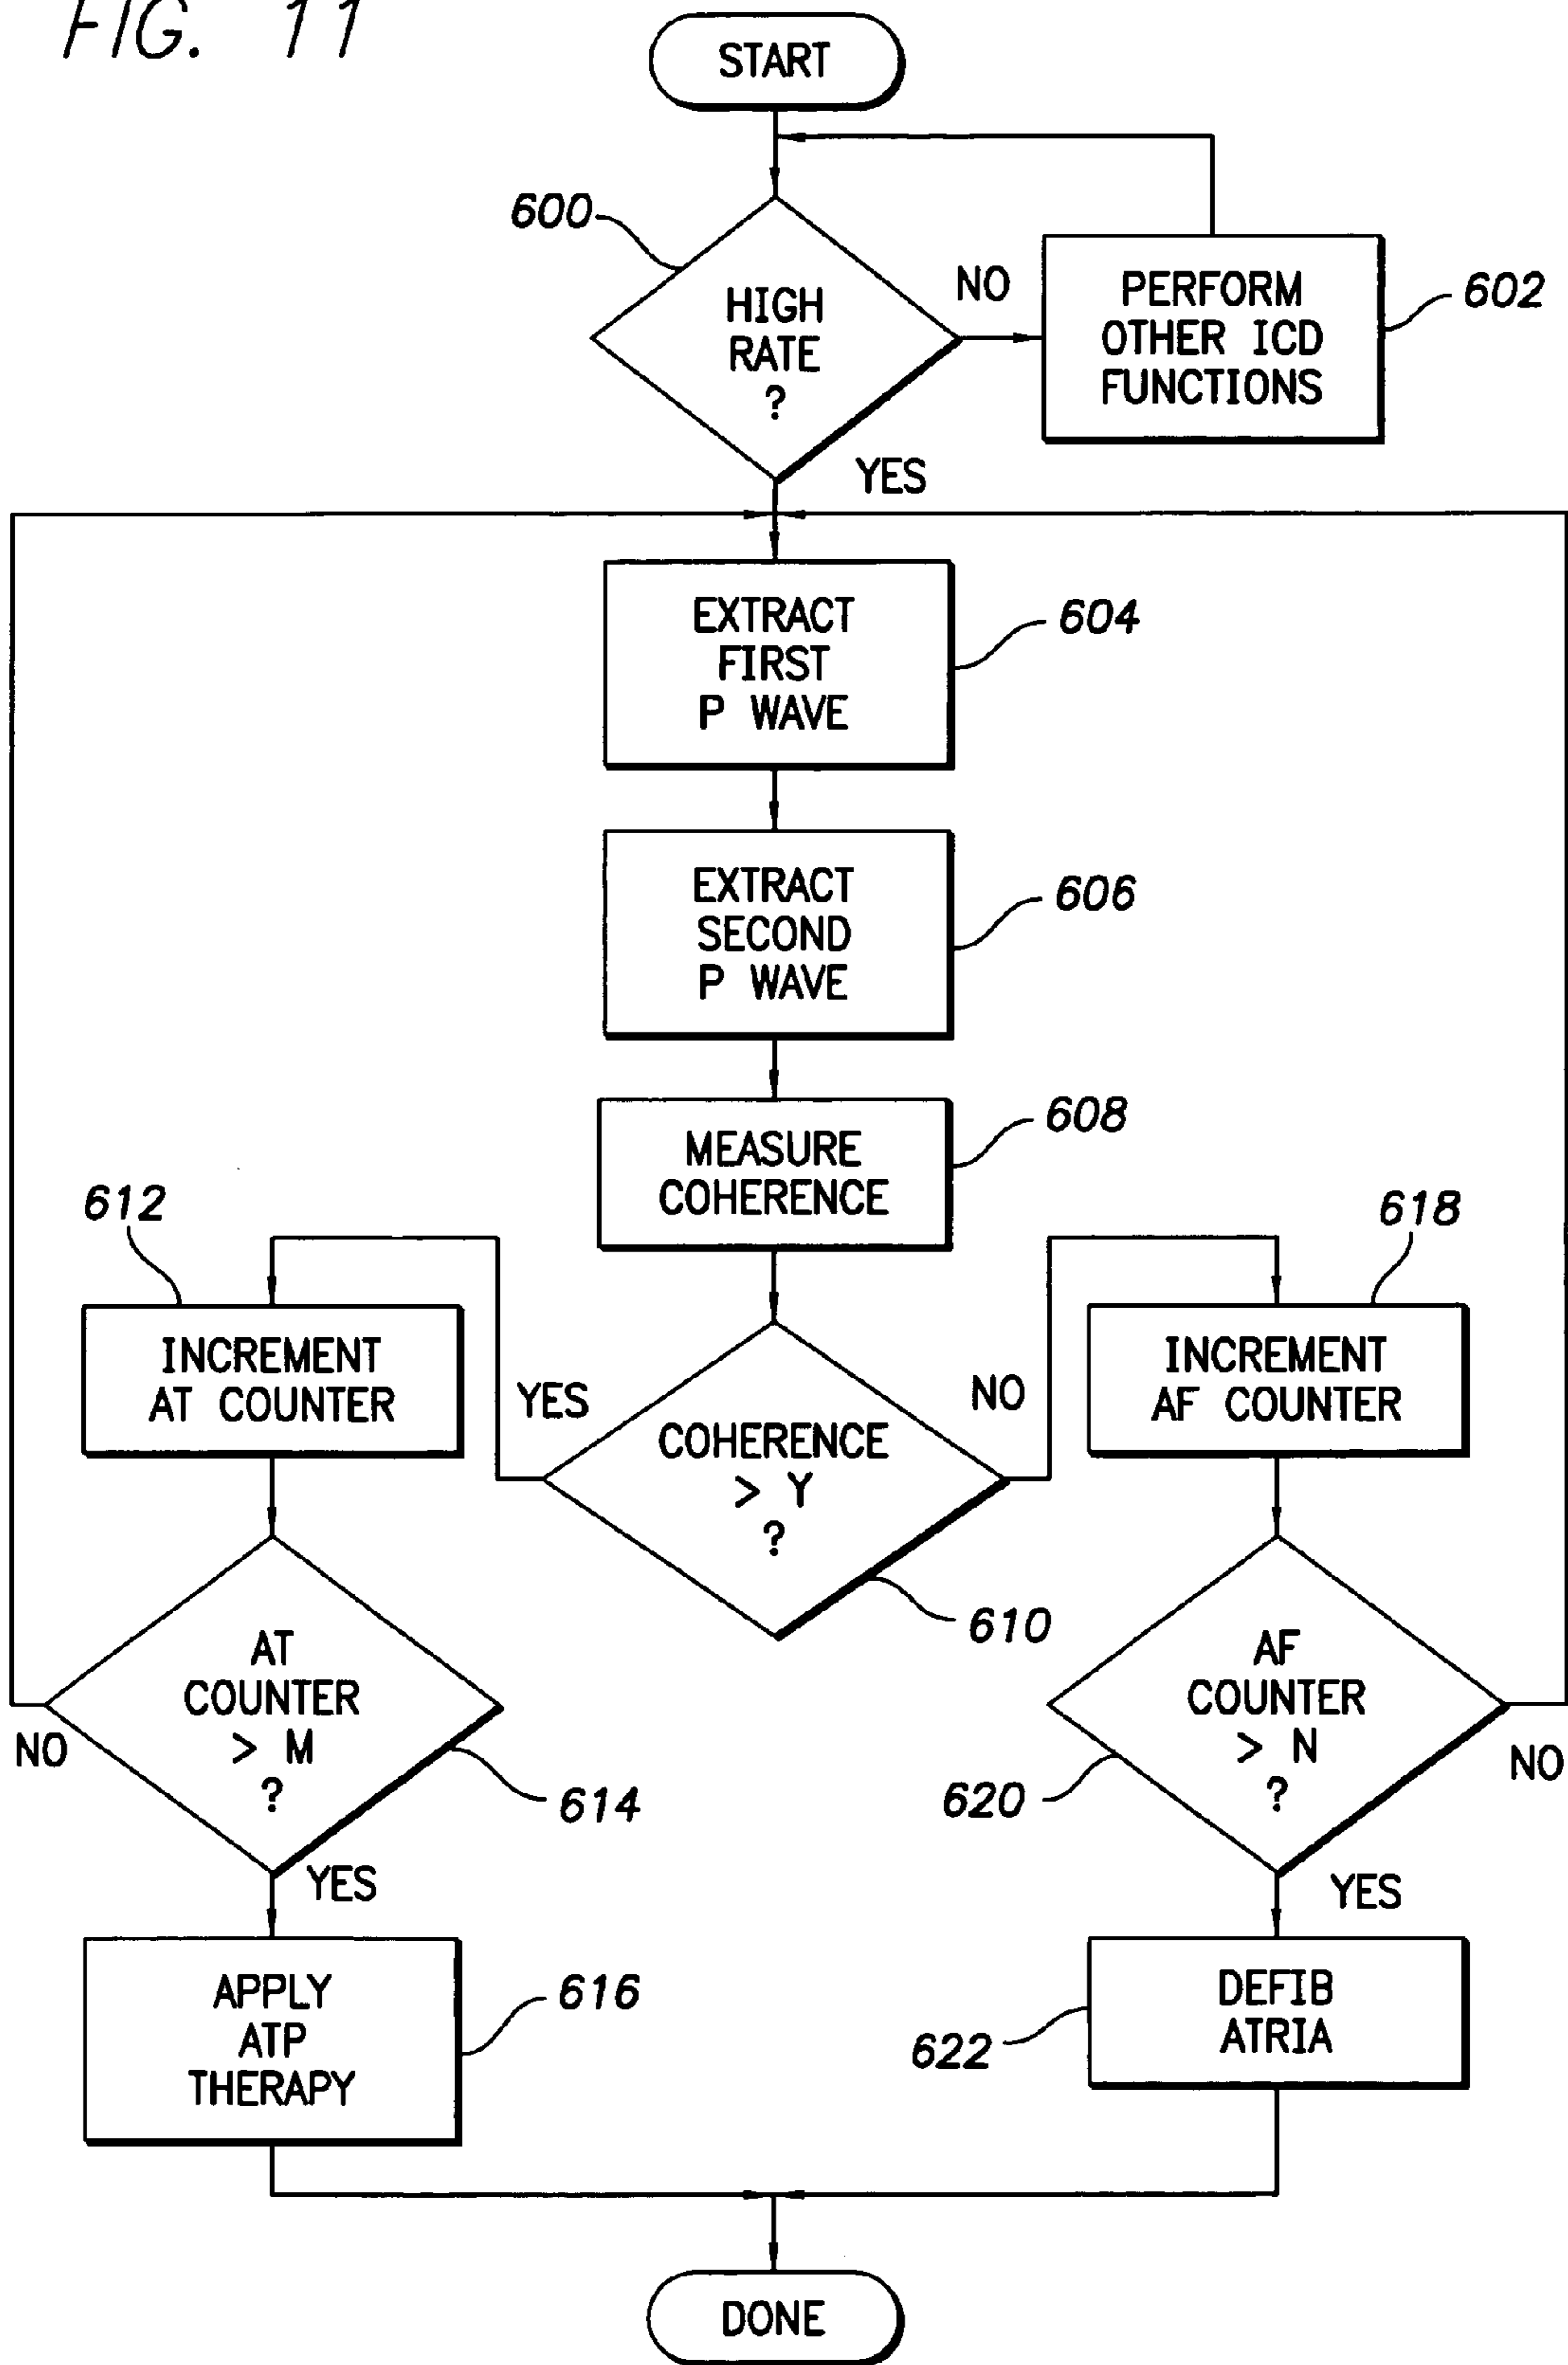 FIG. 11
START
600
HIGH
RATE
?
NO
PERFORM
OTHER ICD
FUNCTIONS
602
YES
EXTRACT
FIRST
P WAVE
604
EXTRACT
SECOND
P WAVE
606
MEASURE
COHERENCE
608
612
INCREMENT
AT COUNTER
YES
COHERENCE
> Y
?
610
NO
618
INCREMENT
AF COUNTER
AT
COUNTER
> M
?
NO
614
YES
AF
COUNTER
> N
?
620
NO
YES
APPLY
ATP
THERAPY
616
DEFIB
ATRIA
622
DONE